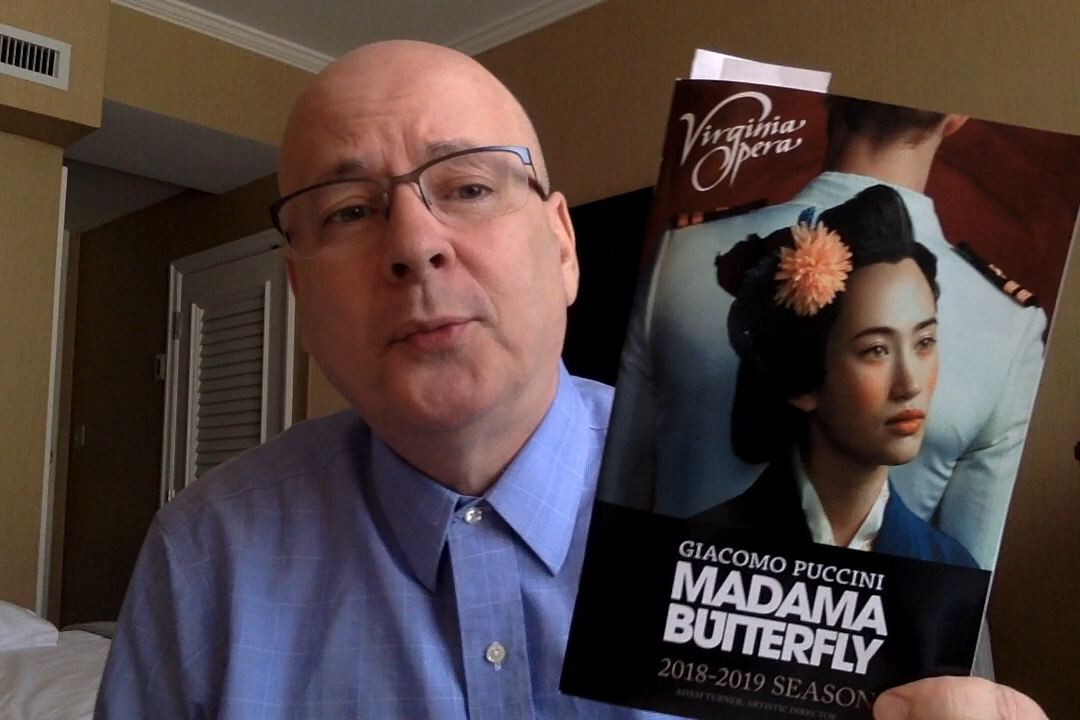 Virginia
Opera
GIACOMO PUCCINI
MADAMA
BUTTERFLY
2018-2019 SEASON
ADAM TURNER, ARTISTIC DIRECTOR